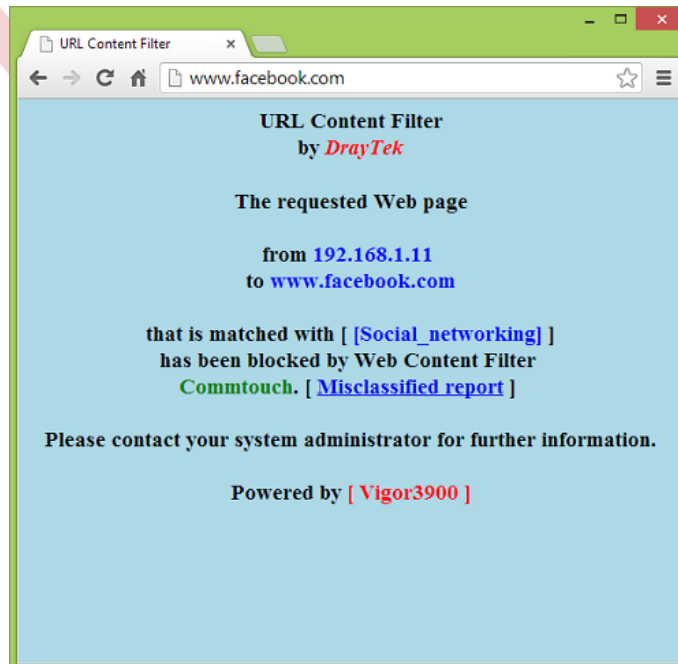 URL Content Filter
www.facebook.com
URL Content Filter
by DrayTek
The requested Web page
from 192.168.1.11
to www.facebook.com
that is matched with [ [Social_networking] ]
has been blocked by Web Content Filter
Commtouch. [ Misclassified report ]
Please contact your system administrator for further information.
Powered by [ Vigor3900 ]